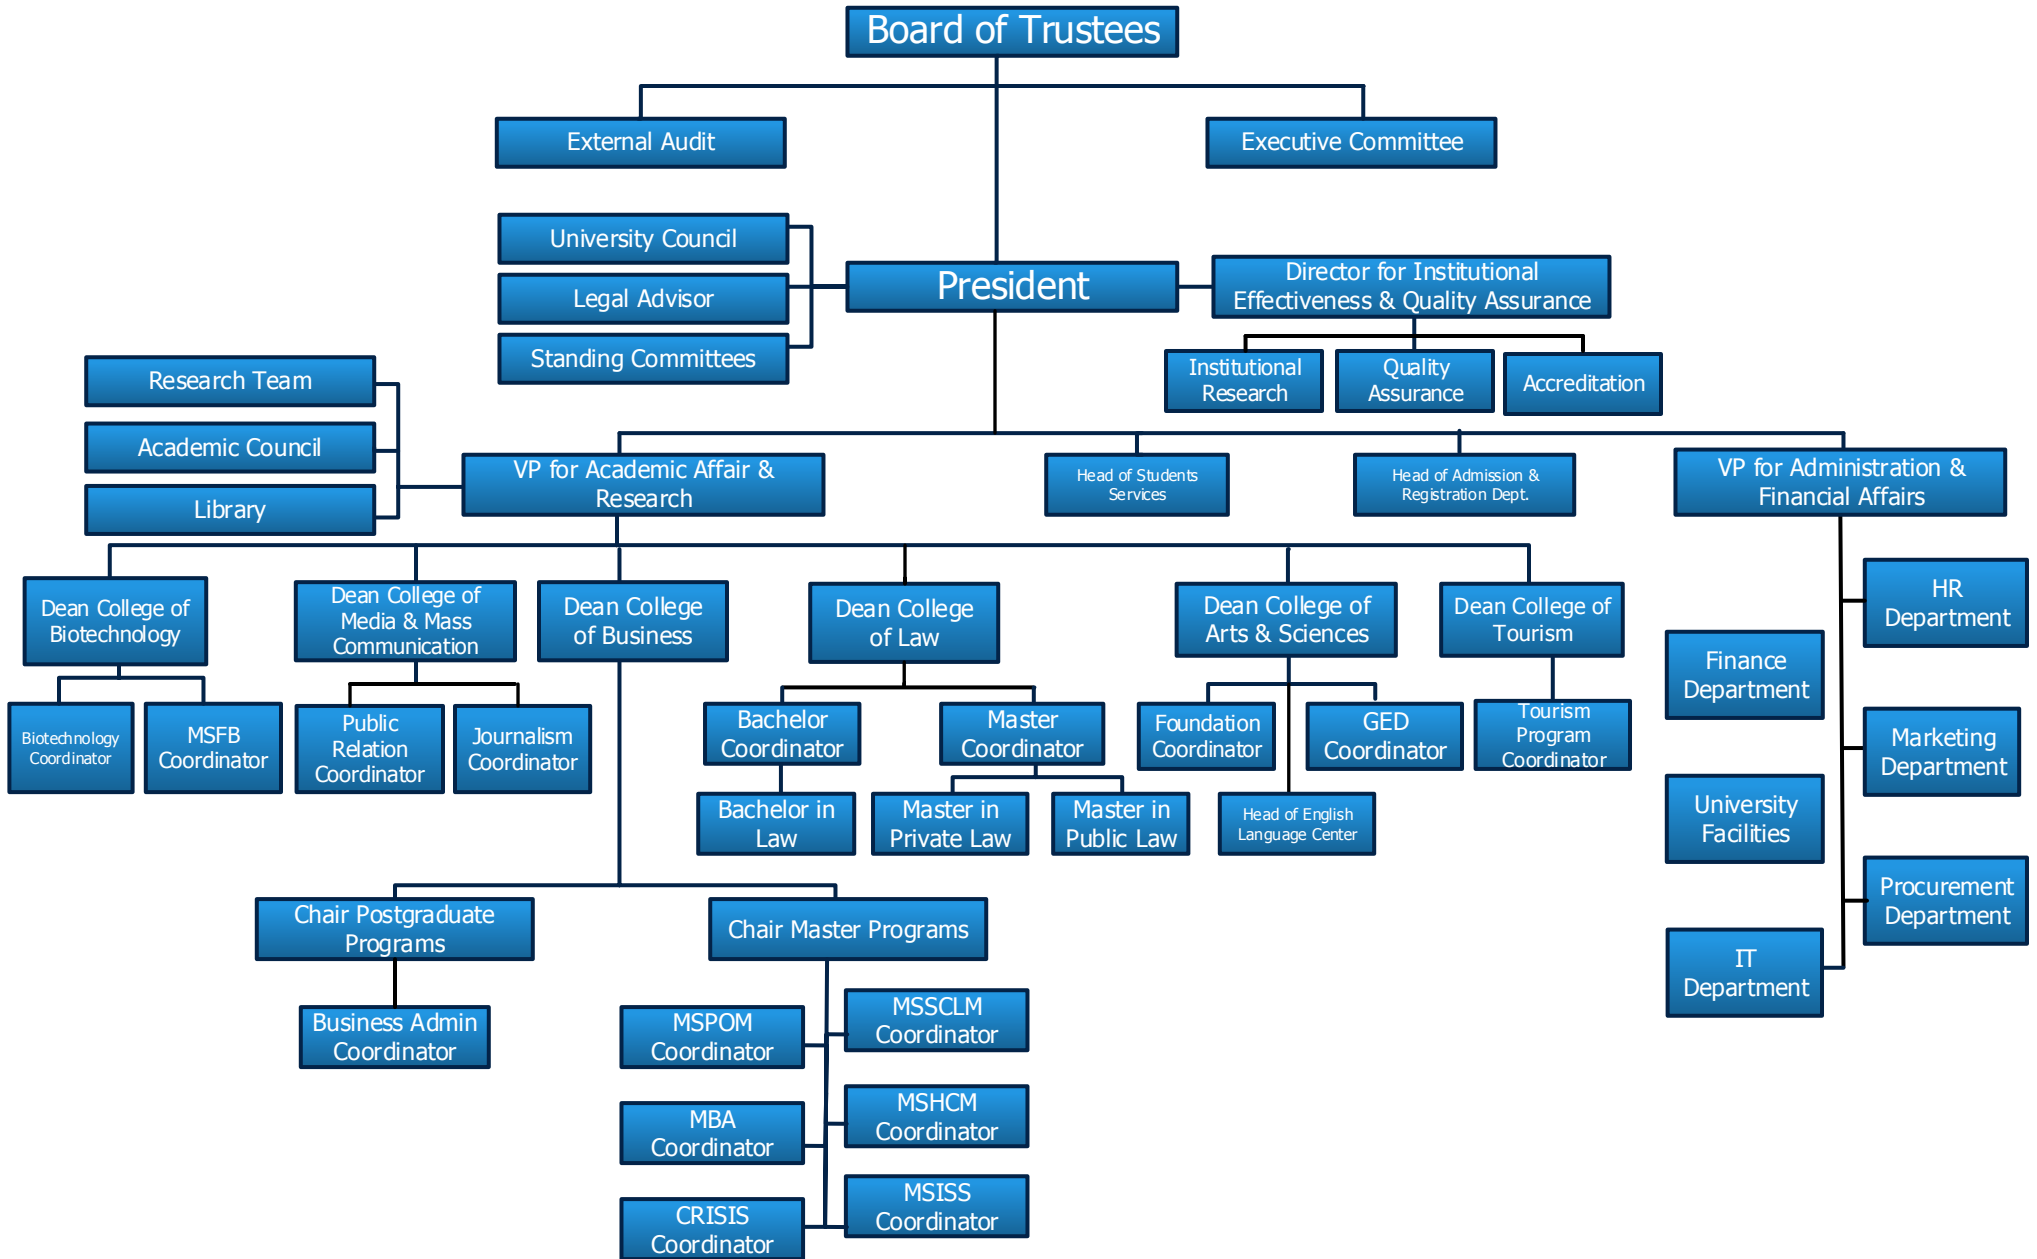 Board of Trustees
External Audit
Executive Committee
University Council
Legal Advisor
Standing Committees
President
Director for Institutional
Effectiveness & Quality Assurance
Institutional
Research
Quality
Assurance
Accreditation
Research Team
Academic Council
Library
VP for Academic Affair &
Research
Head of Students
Services
Head of Admission &
Registration Dept.
VP for Administration &
Financial Affairs
Dean College of
Biotechnology
Dean College of
Media & Mass
Communication
Dean College
of Business
Dean College
of Law
Dean College of
Arts & Sciences
Dean College of
Tourism
HR
Department
Finance
Department
Marketing
Department
University
Facilities
Procurement
Department
IT
Department
Biotechnology
Coordinator
MSFB
Coordinator
Public
Relation
Coordinator
Journalism
Coordinator
Bachelor
Coordinator
Master
Coordinator
Foundation
Coordinator
GED
Coordinator
Tourism
Program
Coordinator
Bachelor in
Law
Master in
Private Law
Master in
Public Law
Head of English
Language Center
Chair Postgraduate
Programs
Chair Master Programs
Business Admin
Coordinator
MSPOM
Coordinator
MSSCLM
Coordinator
MBA
Coordinator
MSHCM
Coordinator
CRISIS
Coordinator
MSISS
Coordinator